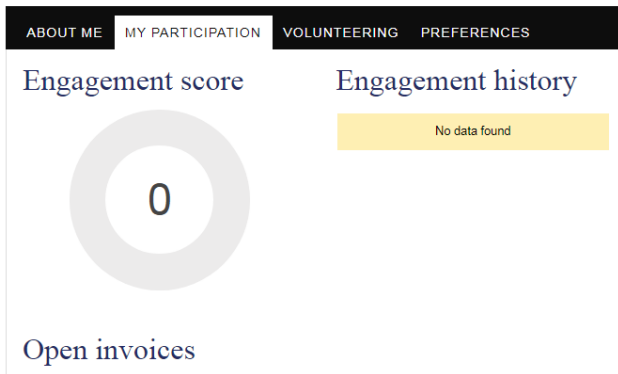 ABOUT ME MY PARTICIPATION VOLUNTEERING PREFERENCES
Engagement score
0
Engagement history
No data found
Open invoices